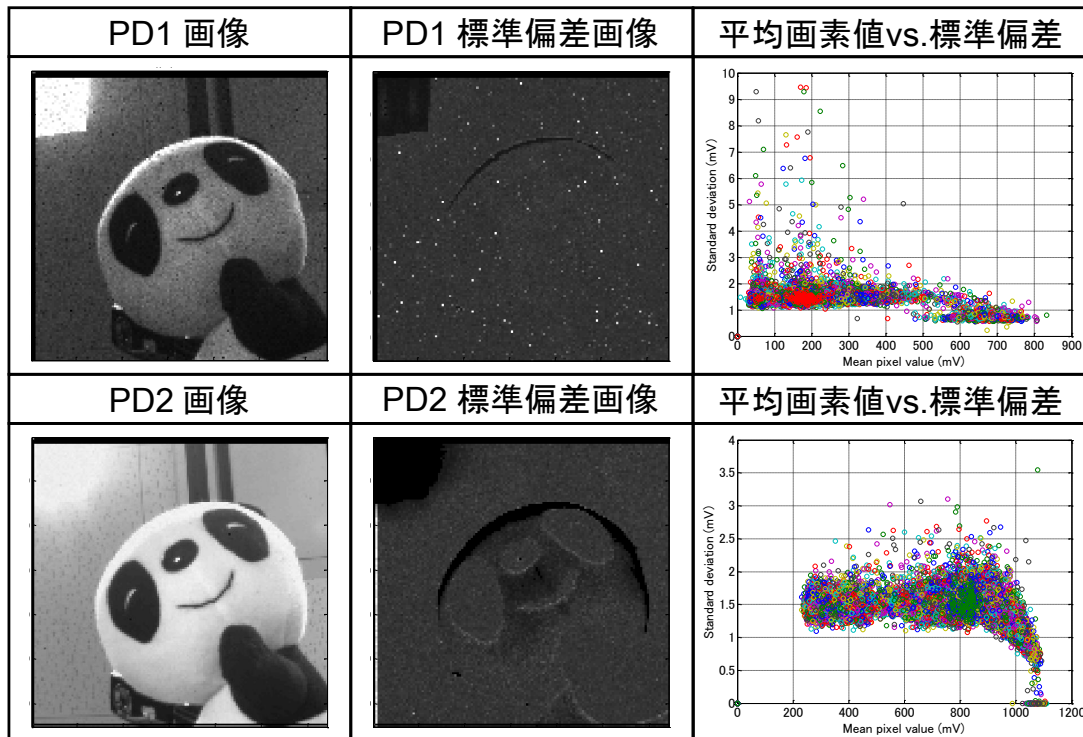 PD1 画像
PD1 標準偏差画像
平均画素値vs.標準偏差
10
9
8
7
6
5
4
3
2
1
0
Standard deviation (mV)
0 100 200 300 400 500 600 700 800 900
Mean pixel value (mV)
PD2 画像
PD2 標準偏差画像
平均画素値vs.標準偏差
4
3.5
3
2.5
2
1.5
1
0.5
0
Standard deviation (mV)
200 400 600 800 1000 1200
Mean pixel value (mV)